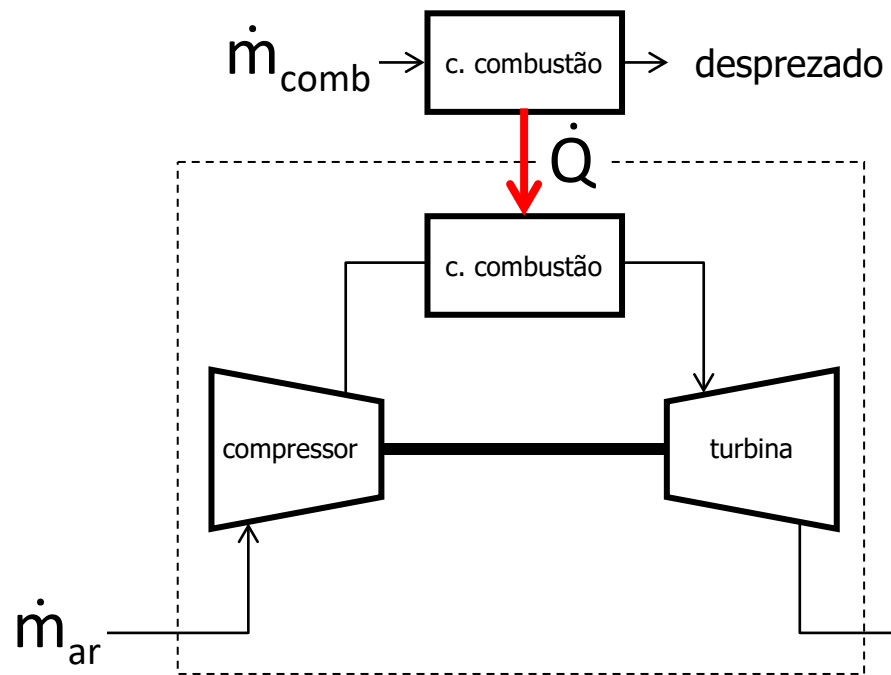 ṁcomb c. combustão desprezado
Q̇
c. combustão
compressor turbina
ṁar